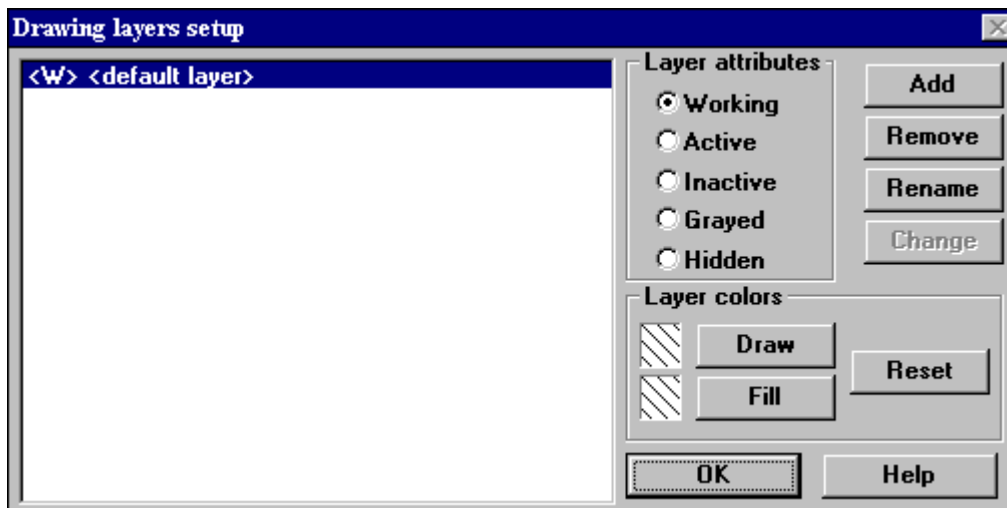 Drawing layers setup
<W> <default layer>
Layer attributes
Working
Active
Inactive
Grayed
Hidden
Add
Remove
Rename
Change
Layer colors
Draw
Fill
Reset
OK
Help